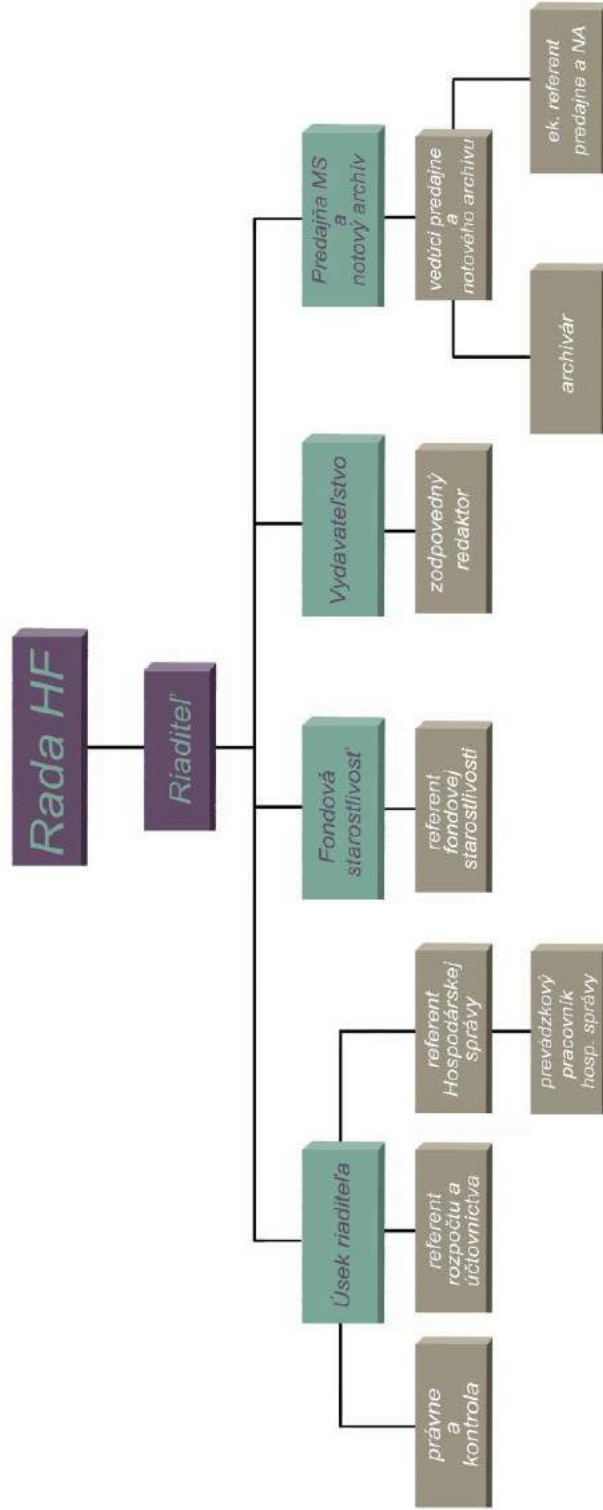 Rada HF
Riaditeľ
Úsek riaditeľa
Fondová
starostlivosť
Vydavateľstvo
Predajňa MS
a
notový archív
právne
a
kontrola
referent
rozpočtu a
účtovníctva
referent
Hospodárskej
správy
referent
fondovej
starostlivosti
zodpovedný
redaktor
vedúci predajne
a
notového archívu
prevádzkový
pracovník
hosp. správy
archivár
ek. referent
predajne a NA